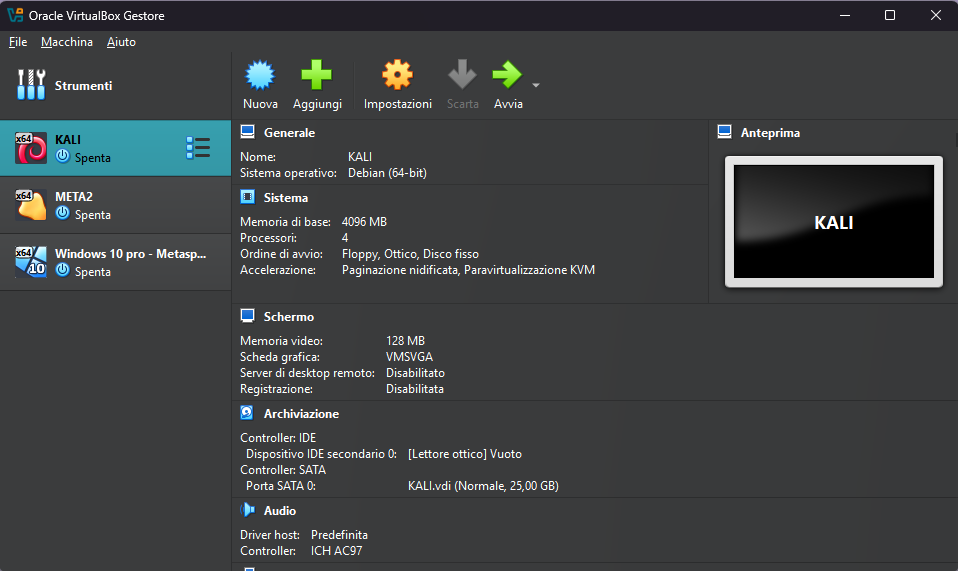 Oracle VirtualBox Gestore
File Macchina Aiuto
Strumenti
Nuova Aggiungi Impostazioni Scarta Avvia
x64
KALI
Spenta
x64
META2
Spenta
x64
10
Windows 10 pro - Metasp...
Spenta
Generale
Nome: KALI
Sistema operativo: Debian (64-bit)
Sistema
Memoria di base: 4096 MB
Processori: 4
Ordine di avvio: Floppy, Ottico, Disco fisso
Accelerazione: Paginazione nidificata, Paravirtualizzazione KVM
Anteprima
KALI
Schermo
Memoria video: 128 MB
Scheda grafica: VMSVGA
Server di desktop remoto: Disabilitato
Registrazione: Disabilitata
Archiviazione
Controller: IDE
Dispositivo IDE secondario 0: [Lettore ottico] Vuoto
Controller: SATA
Porta SATA 0: KALI.vdi (Normale, 25,00 GB)
Audio
Driver host: Predefinita
Controller: ICH AC97